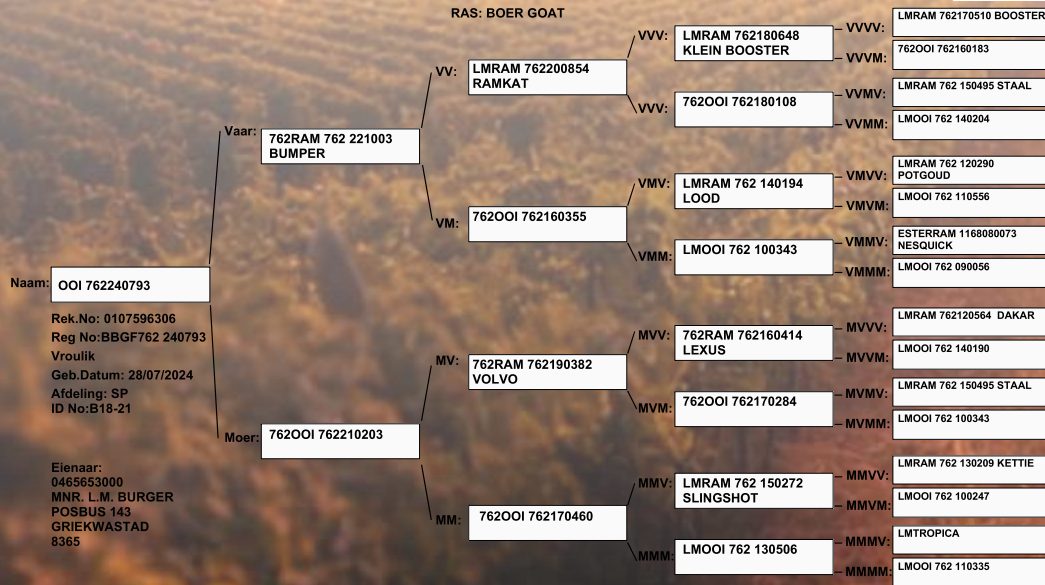 RAS: BOER GOAT
Naam: OOI 762240793
Rek.No: 0107596306
Reg No:BBGF762 240793
Vroulik
Geb.Datum: 28/07/2024
Afdeling: SP
ID No:B18-21
Eienaar:
0465653000
MNR. L.M. BURGER
POSBUS 143
GRIEKWASTAD
8365
Vaar: 762RAM 762 221003
BUMPER
Moer: 762OOI 762210203
VV: LMRAM 762200854
RAMKAT
VM: 762OOI 762160355
MV: 762RAM 762190382
VOLVO
MM: 762OOI 762170460
VVV: LMRAM 762180648
KLEIN BOOSTER
VVV: 762OOI 762180108
VMV: LMRAM 762 140194
LOOD
VMM: LMOOI 762 100343
MVV: 762RAM 762160414
LEXUS
MVM: 762OOI 762170284
MMV: LMRAM 762 150272
SLINGSHOT
MMM: LMOOI 762 130506
VVVV: LMRAM 762170510 BOOSTER
VVVM: 762OOI 762160183
VVMV: LMRAM 762 150495 STAAL
VVMM: LMOOI 762 140204
VMVV: LMRAM 762 120290
POTGOUD
VMVM: LMOOI 762 110556
VMMV: ESTERRAM 1168080073
NESQUICK
VMMM: LMOOI 762 090056
MVVV: LMRAM 762120564 DAKAR
MVVM: LMOOI 762 140190
MVMV: LMRAM 762 150495 STAAL
MVMM: LMOOI 762 100343
MMVV: LMRAM 762 130209 KETTIE
MMVM: LMOOI 762 100247
MMMV: LMTROPICA
MMMM: LMOOI 762 110335